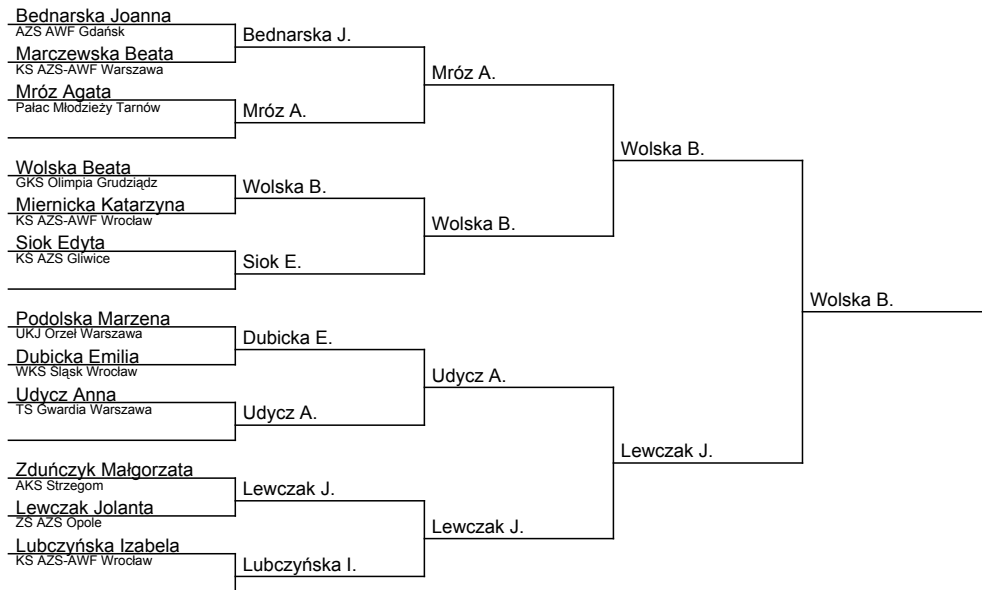 Bednarska Joanna
AZS AWF Gdańsk
Bednarska J.
Marczewska Beata
KS AZS-AWF Warszawa
Mróz A.
Mróz Agata
Pałac Młodzieży Tarnów
Mróz A.
Wolska B.
Wolska Beata
GKS Olimpia Grudziądz
Wolska B.
Miernicka Katarzyna
KS AZS-AWF Wrocław
Wolska B.
Siok Edyta
KS AZS Gliwice
Siok E.
Wolska B.
Podolska Marzena
UKJ Orzeł Warszawa
Dubicka E.
Dubicka Emilia
WKS Śląsk Wrocław
Udycz A.
Udycz Anna
TS Gwardia Warszawa
Udycz A.
Lewczak J.
Zduńczyk Małgorzata
AKS Strzegom
Lewczak J.
Lewczak Jolanta
ZS AZS Opole
Lewczak J.
Lubczyńska Izabela
KS AZS-AWF Wrocław
Lubczyńska I.